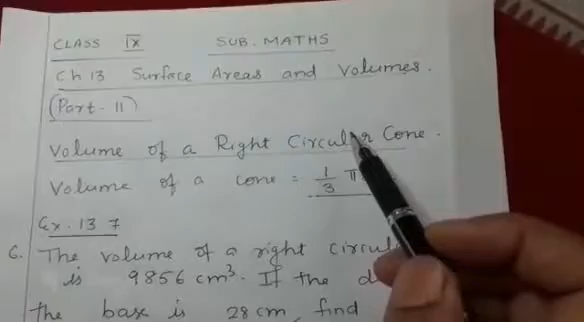 CLASS IX SUB. MATHS
Ch 13 Surface Areas and Volumes.
(Part - II)
Volume of a Right Circular Cone.
Volume of a cone = 1/3 π
Ex. 13.7
6. The volume of a right
is 9856 cm³. If the
the base is 28 cm, find